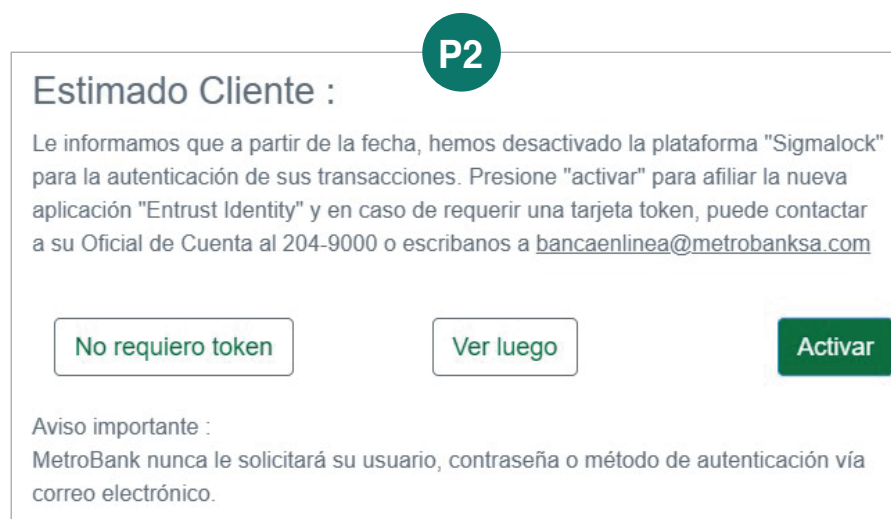 P2
Estimado Cliente :
Le informamos que a partir de la fecha, hemos desactivado la plataforma "Sigmalock"
para la autenticación de sus transacciones. Presione "activar" para afiliar la nueva
aplicación "Entrust Identity" y en caso de requerir una tarjeta token, puede contactar
a su Oficial de Cuenta al 204-9000 o escribanos a bancaenlinea@metrobanksa.com
No requiero token Ver luego Activar
Aviso importante :
MetroBank nunca le solicitará su usuario, contraseña o método de autenticación vía
correo electrónico.